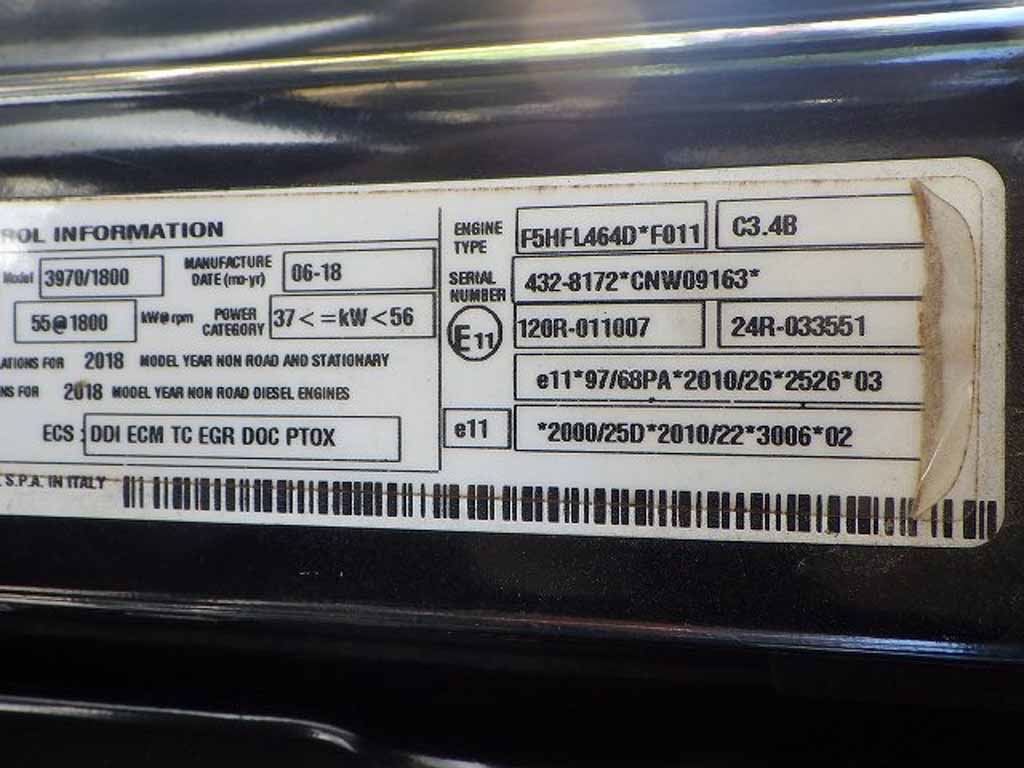 ROL INFORMATION
Model 3970/1800 MANUFACTURE DATE (mo-yr) 06-18
55@1800 kW@rpm POWER CATEGORY 37<=kW<56
ATIONS FOR 2018 MODEL YEAR NON ROAD AND STATIONARY
NS FOR 2018 MODEL YEAR NON ROAD DIESEL ENGINES
ECS: DDI ECM TC EGR DOC PTOX
S.P.A. IN ITALY
ENGINE TYPE F5HFL464D*F011 C3.4B
SERIAL NUMBER 432-8172*CNW09163*
E11 120R-011007 24R-033551
e11*97/68PA*2010/26*2526*03
e11 *2000/25D*2010/22*3006*02